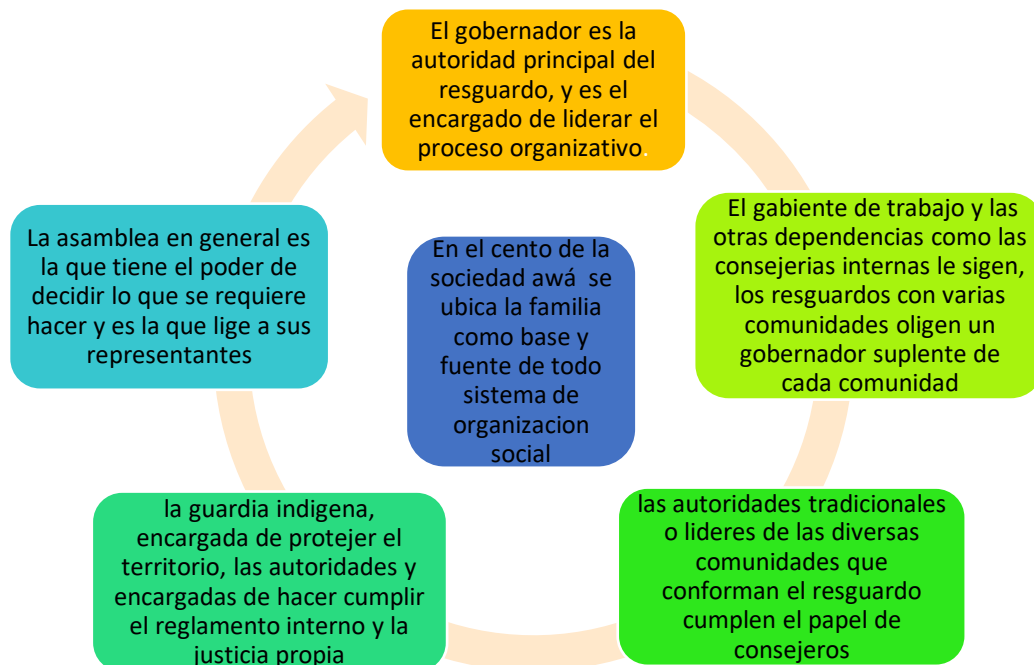 El gobernador es la
autoridad principal del
resguardo, y es el
encargado de liderar el
proceso organizativo.
El gabiente de trabajo y las
otras dependencias como las
consejerias internas le sigen,
los resguardos con varias
comunidades oligen un
gobernador suplente de
cada comunidad
las autoridades tradicionales
o lideres de las diversas
comunidades que
conforman el resguardo
cumplen el papel de
consejeros
la guardia indigena,
encargada de protejer el
territorio, las autoridades y
encargadas de hacer cumplir
el reglamento interno y la
justicia propia
La asamblea en general es
la que tiene el poder de
decidir lo que se requiere
hacer y es la que lige a sus
representantes
En el cento de la
sociedad awá se
ubica la familia
como base y
fuente de todo
sistema de
organizacion
social